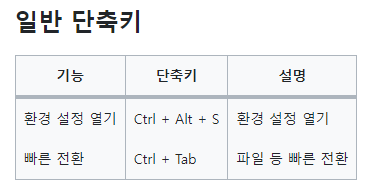 일반 단축키
기능 단축키 설명
환경 설정 열기 Ctrl + Alt + S 환경 설정 열기
빠른 전환 Ctrl + Tab 파일 등 빠른 전환